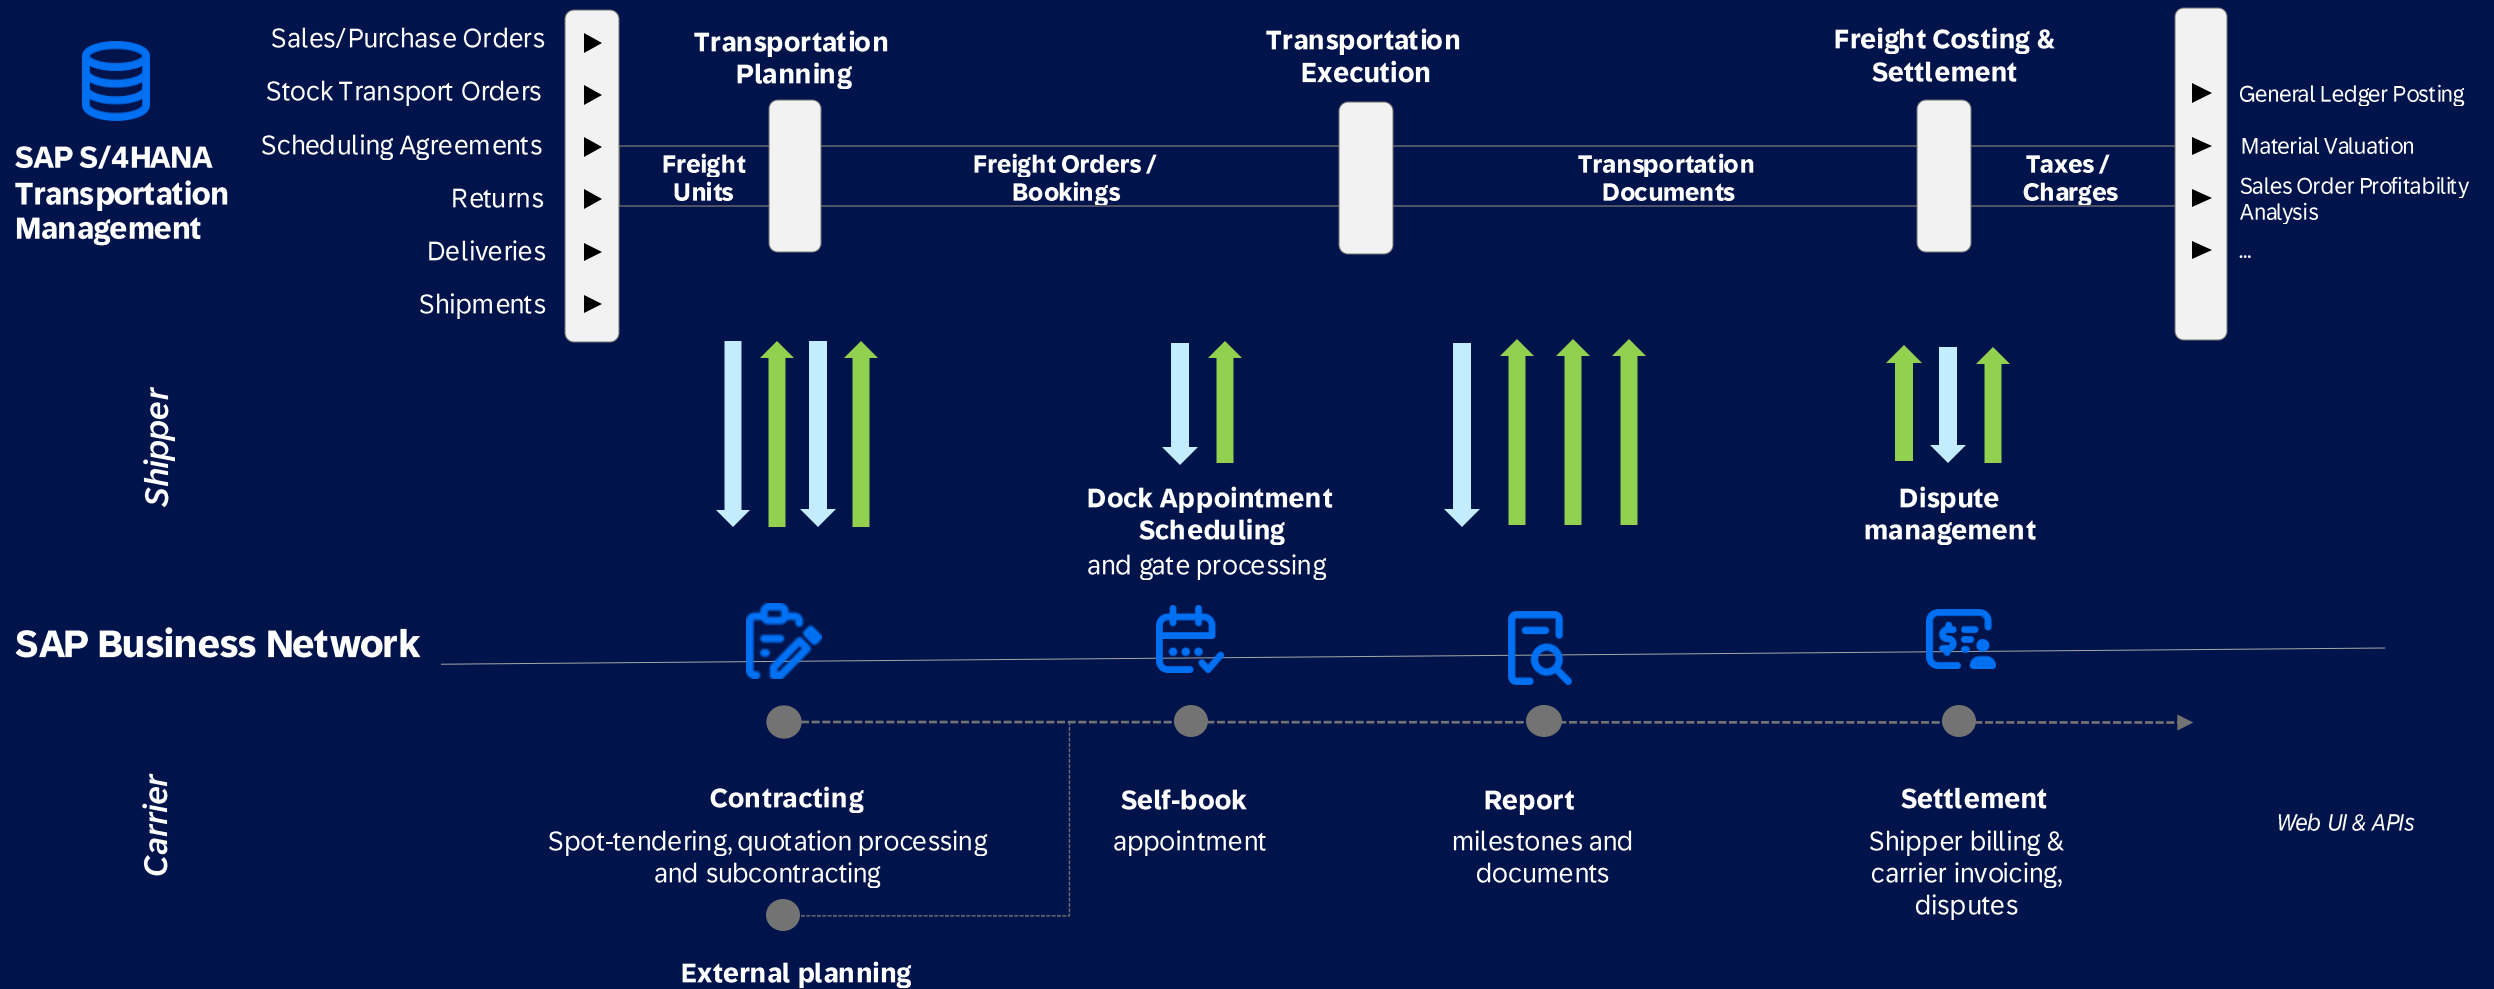 SAP S/4HANA
Transportation
Management
Sales/Purchase Orders
Stock Transport Orders
Scheduling Agreements
Returns
Deliveries
Shipments
Transportation
Planning
Transportation
Execution
Freight Costing &
Settlement
Freight
Units
Freight Orders /
Bookings
Transportation
Documents
Taxes /
Charges
General Ledger Posting
Material Valuation
Sales Order Profitability
Analysis
...
Shipper
Dock Appointment
Scheduling
and gate processing
Dispute
management
SAP Business Network
Carrier
Contracting
Spot-tendering, quotation processing
and subcontracting
External planning
Self-book
appointment
Report
milestones and
documents
Settlement
Shipper billing &
carrier invoicing,
disputes
Web UI & APIs